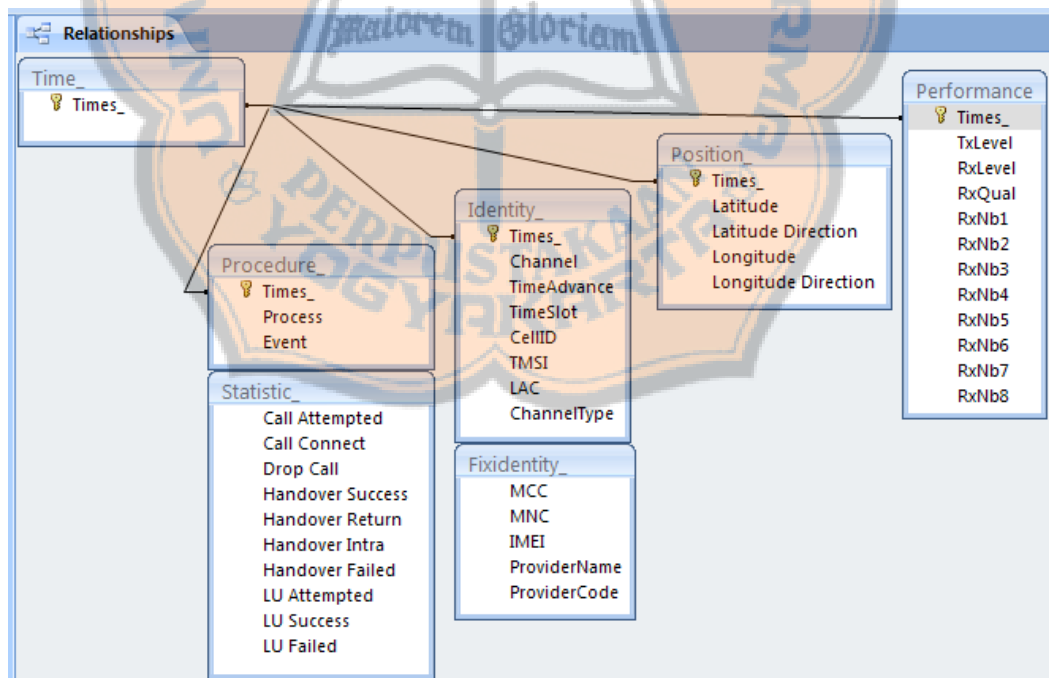 Relationships
maiorem Gloriam
Time_
Times_
Performance
Times_
TxLevel
RxLevel
RxQual
RxNb1
RxNb2
RxNb3
RxNb4
RxNb5
RxNb6
RxNb7
RxNb8
Position_
Times_
Latitude
Latitude Direction
Longitude
Longitude Direction
Identity_
Times_
Channel
TimeAdvance
TimeSlot
CellID
TMSI
LAC
ChannelType
Procedure_
Times_
Process
Event
Statistic_
Call Attempted
Call Connect
Drop Call
Handover Success
Handover Return
Handover Intra
Handover Failed
LU Attempted
LU Success
LU Failed
Fixidentity_
MCC
MNC
IMEI
ProviderName
ProviderCode
PERPUSTAKAAN
YOGYAKARTA